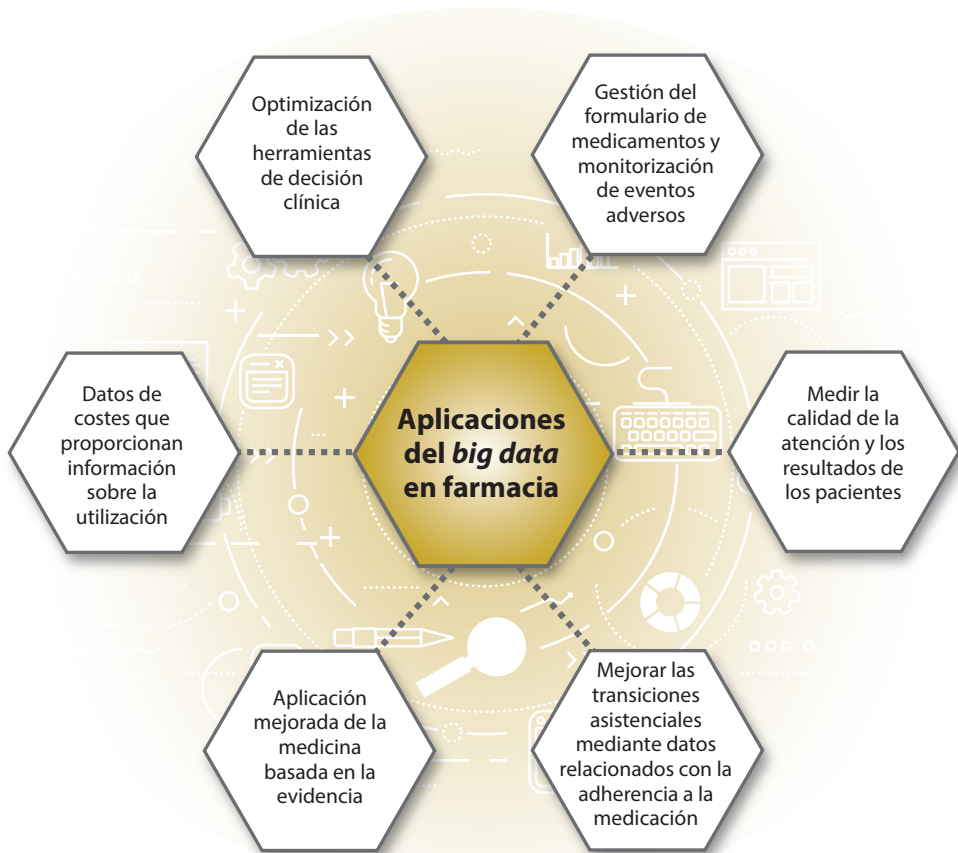 Optimización
de las
herramientas
de decisión
clínica
Gestión del
formulario de
medicamentos y
monitorización
de eventos
adversos
Datos de
costes que
proporcionan
información
sobre la
utilización
Aplicaciones
del big data
en farmacia
Medir la
calidad de la
atención y los
resultados de
los pacientes
Aplicación
mejorada de la
medicina
basada en la
evidencia
Mejorar las
transiciones
asistenciales
mediante datos
relacionados con la
adherencia a la
medicación